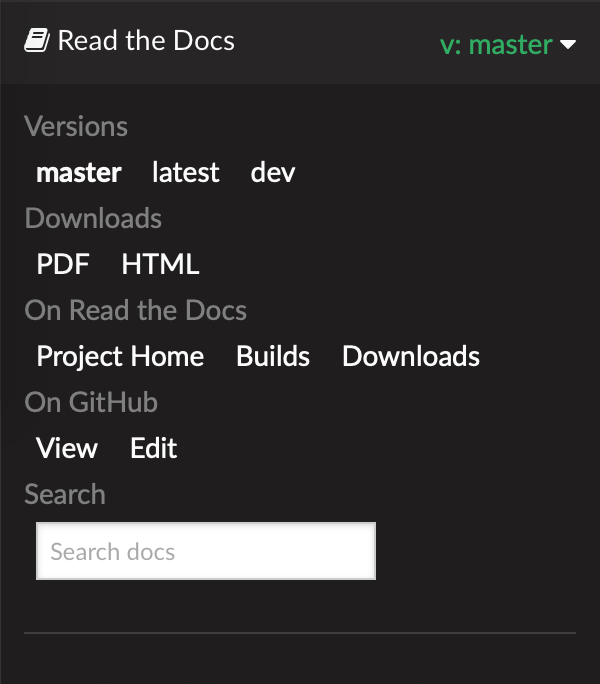 Read the Docs v: master
Versions
master latest dev
Downloads
PDF HTML
On Read the Docs
Project Home Builds Downloads
On GitHub
View Edit
Search
Search docs